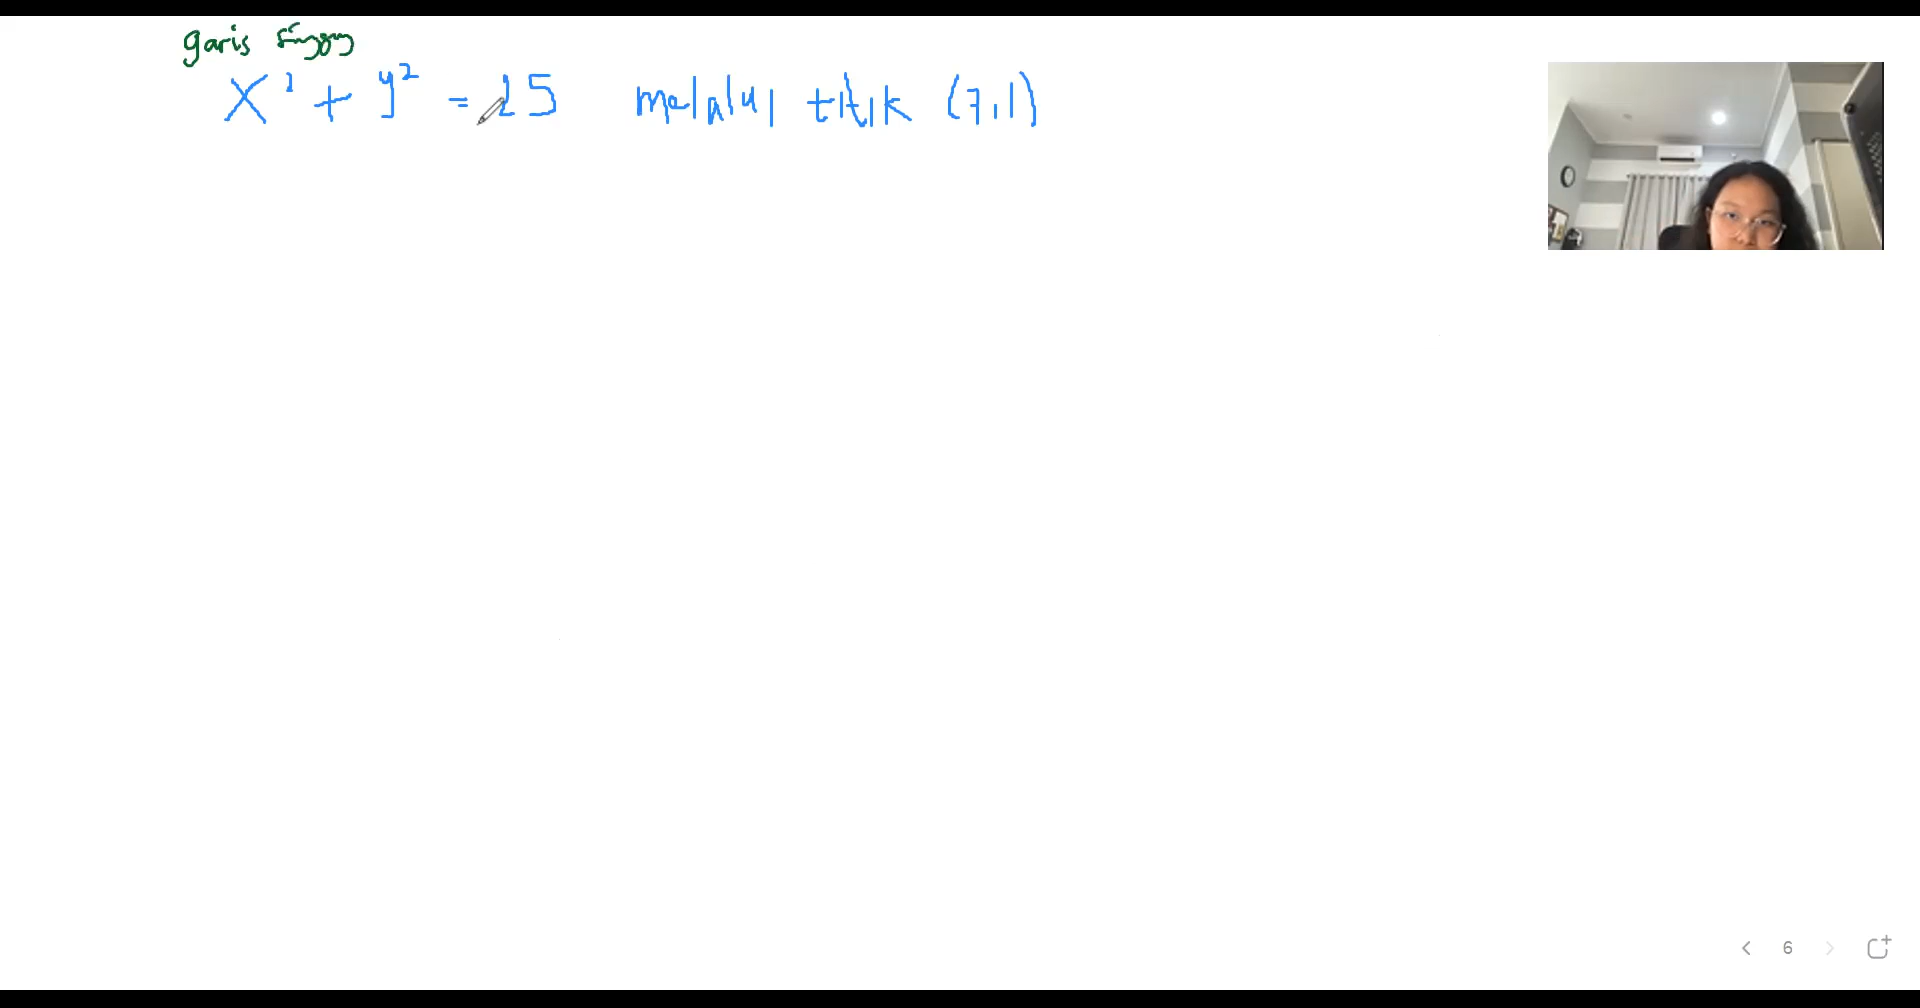 garis singgung
x² + y² = 25 melalui titik (7,1)
6